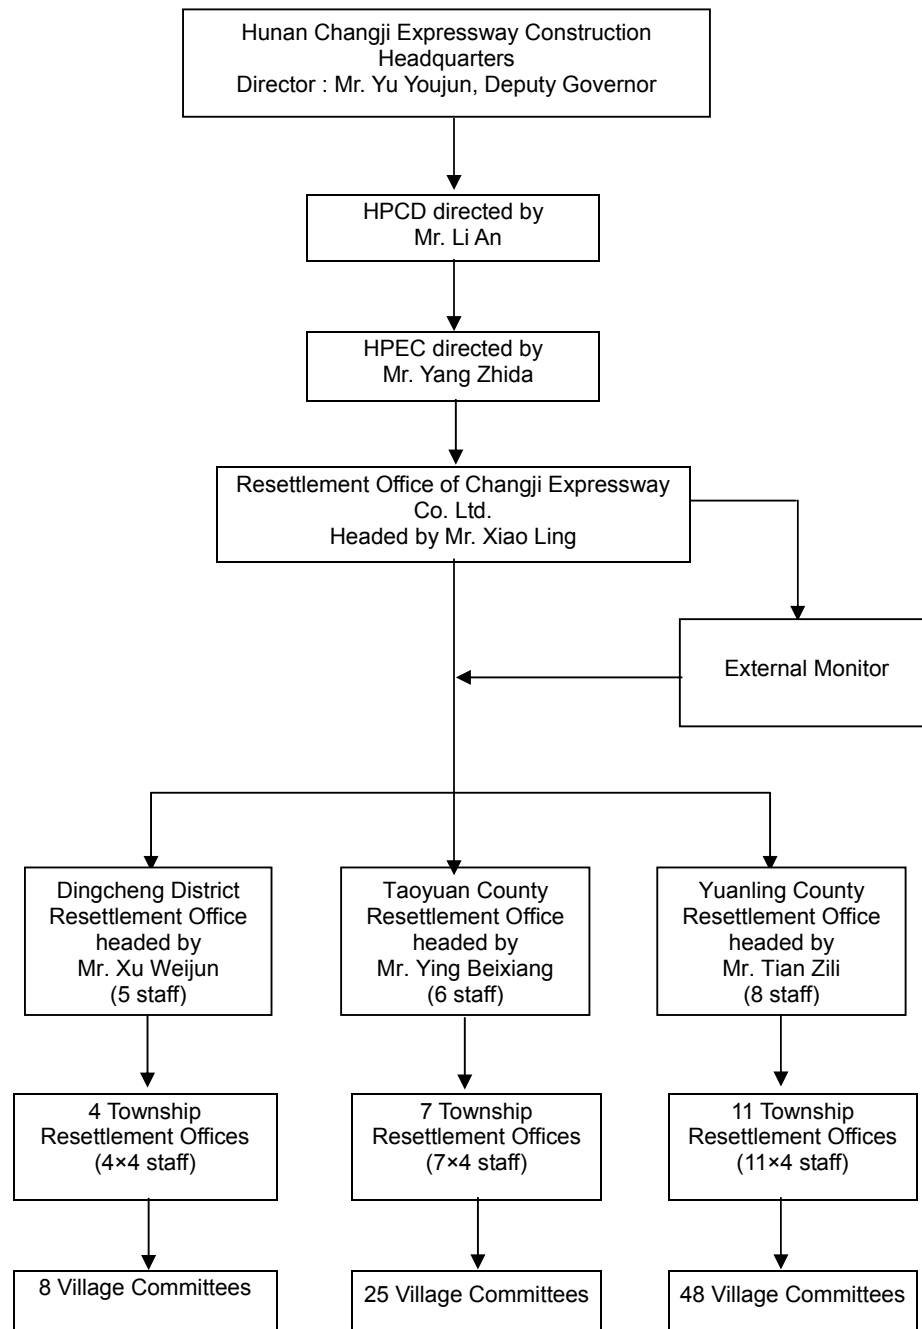 Hunan Changji Expressway Construction
Headquarters
Director : Mr. Yu Youjun, Deputy Governor
HPCD directed by
Mr. Li An
HPEC directed by
Mr. Yang Zhida
Resettlement Office of Changji Expressway
Co. Ltd.
Headed by Mr. Xiao Ling
External Monitor
Dingcheng District
Resettlement Office
headed by
Mr. Xu Weijun
(5 staff)
Taoyuan County
Resettlement Office
headed by
Mr. Ying Beixiang
(6 staff)
Yuanling County
Resettlement Office
headed by
Mr. Tian Zili
(8 staff)
4 Township
Resettlement Offices
(4×4 staff)
7 Township
Resettlement Offices
(7×4 staff)
11 Township
Resettlement Offices
(11×4 staff)
8 Village Committees
25 Village Committees
48 Village Committees